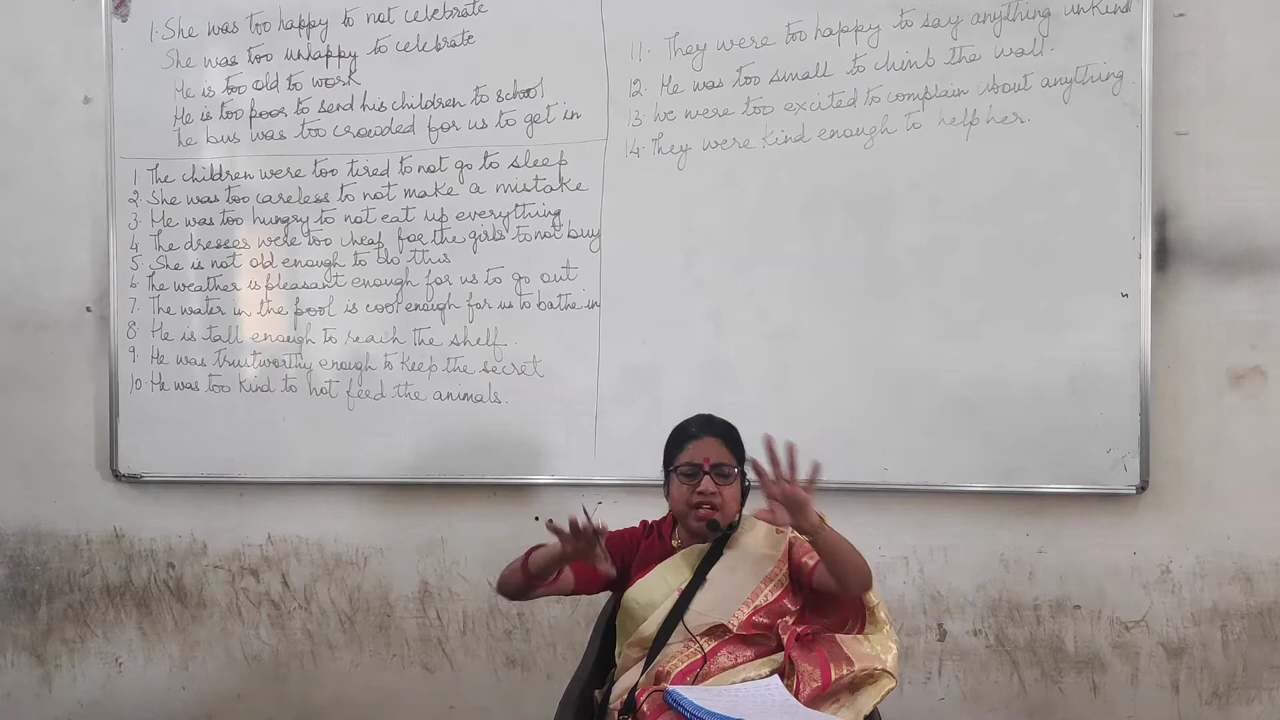 1. She was too happy to not celebrate
She was too unhappy to celebrate
He is too old to work
He is too poor to send his children to school
The bus was too crowded for us to get in
1 The children were too tired to not go to sleep
2. She was too careless to not make a mistake
3. He was too hungry to not eat up everything
4 The dresses were too cheap for the girls to not buy
5. She is not old enough to do this
6. The weather is pleasant enough for us to go out
7. The water in the pool is cool enough for us to bathe in
8. He is tall enough to reach the shelf.
9. He was trustworthy enough to keep the secret
10. He was too kind to not feed the animals.
11. They were too happy to say anything unkind
12. He was too small to climb the wall.
13. We were too excited to complain about anything.
14. They were kind enough to help her.